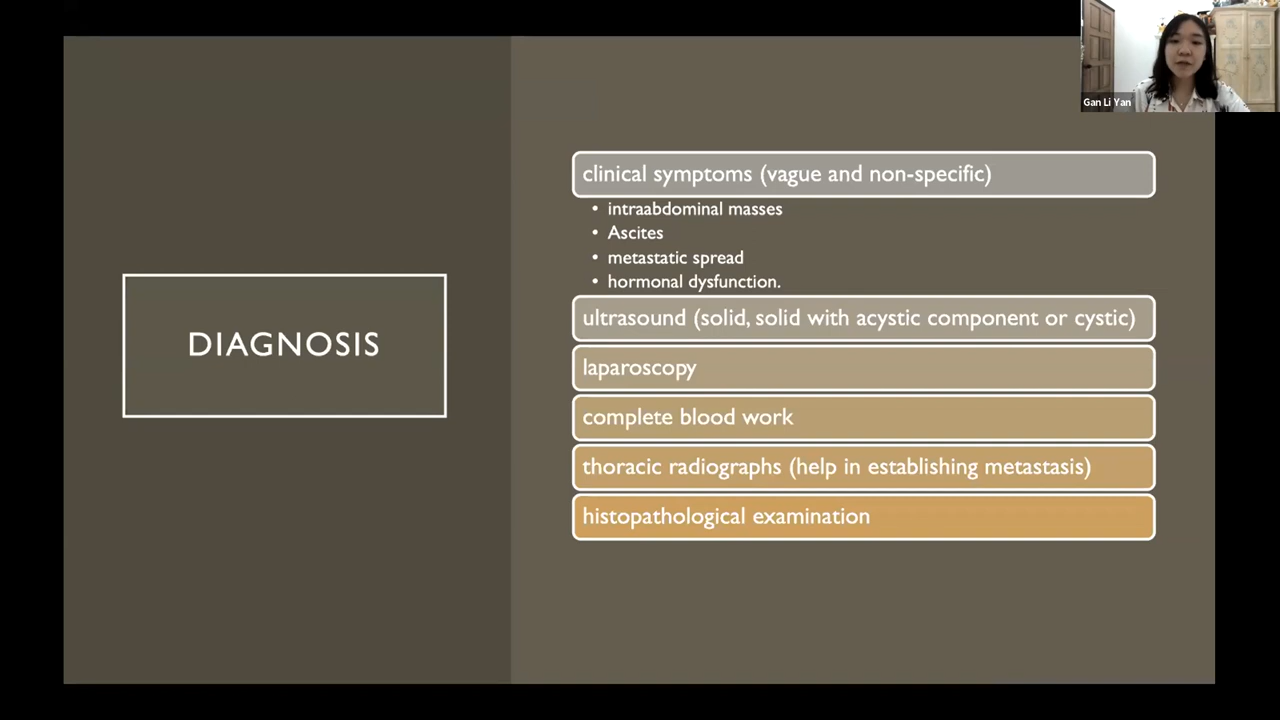 Gan Li Yan
DIAGNOSIS
clinical symptoms (vague and non-specific)
• intraabdominal masses
• Ascites
• metastatic spread
• hormonal dysfunction.
ultrasound (solid, solid with acystic component or cystic)
laparoscopy
complete blood work
thoracic radiographs (help in establishing metastasis)
histopathological examination